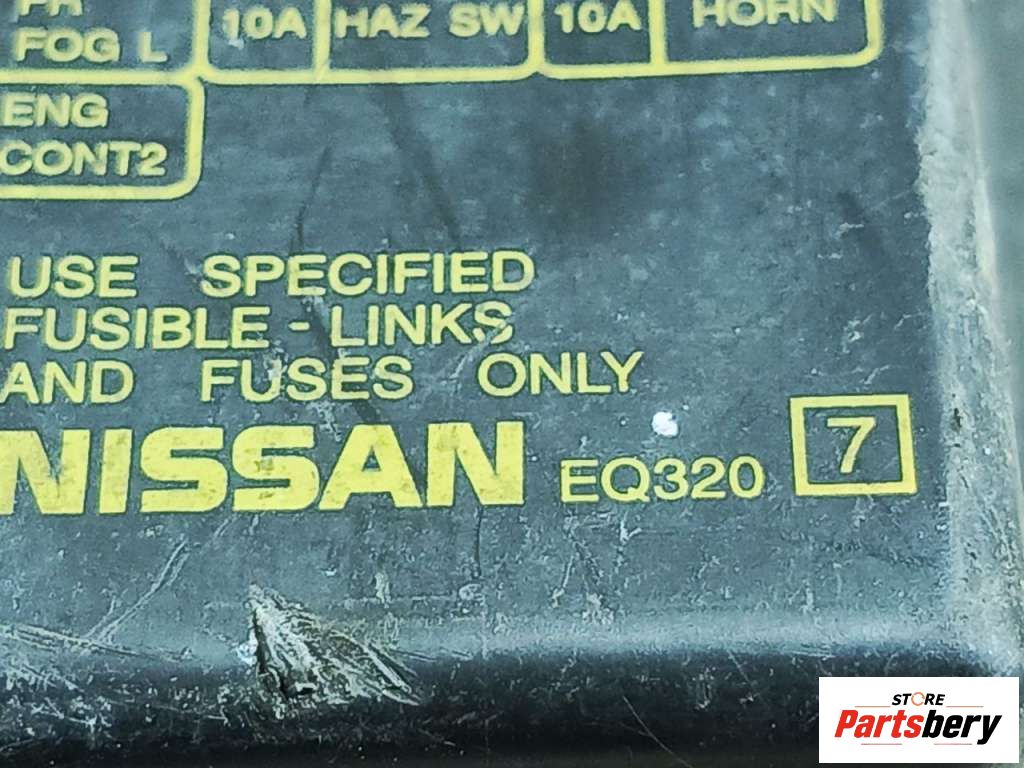 FR
FOG L
10A HAZ SW 10A HORN
ENG
CONT2
USE SPECIFIED
FUSIBLE - LINKS
AND FUSES ONLY
NISSAN EQ320 7
STORE
Partsbery